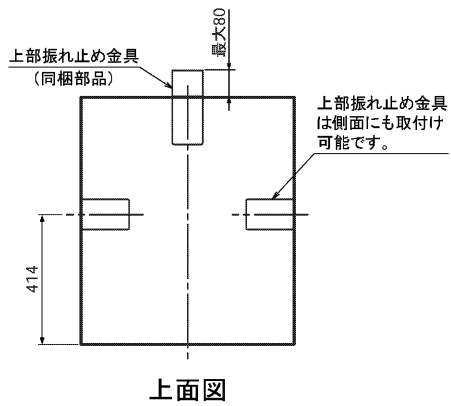 最大80
上部振れ止め金具
（同梱部品）
上部振れ止め金具
は側面にも取付け
可能です。
414
上面図